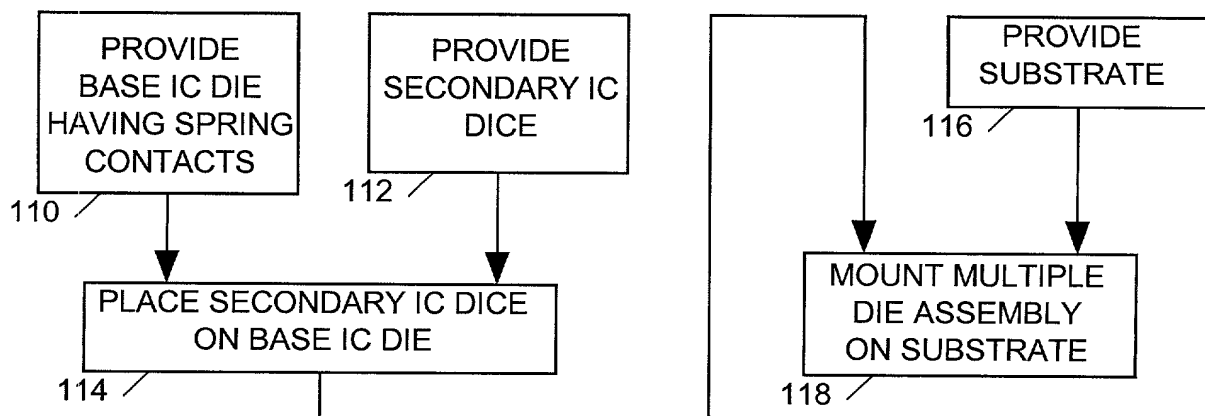 PROVIDE
BASE IC DIE
HAVING SPRING
CONTACTS
110
PROVIDE
SECONDARY IC
DICE
112
PLACE SECONDARY IC DICE
ON BASE IC DIE
114
PROVIDE
SUBSTRATE
116
MOUNT MULTIPLE
DIE ASSEMBLY
ON SUBSTRATE
118